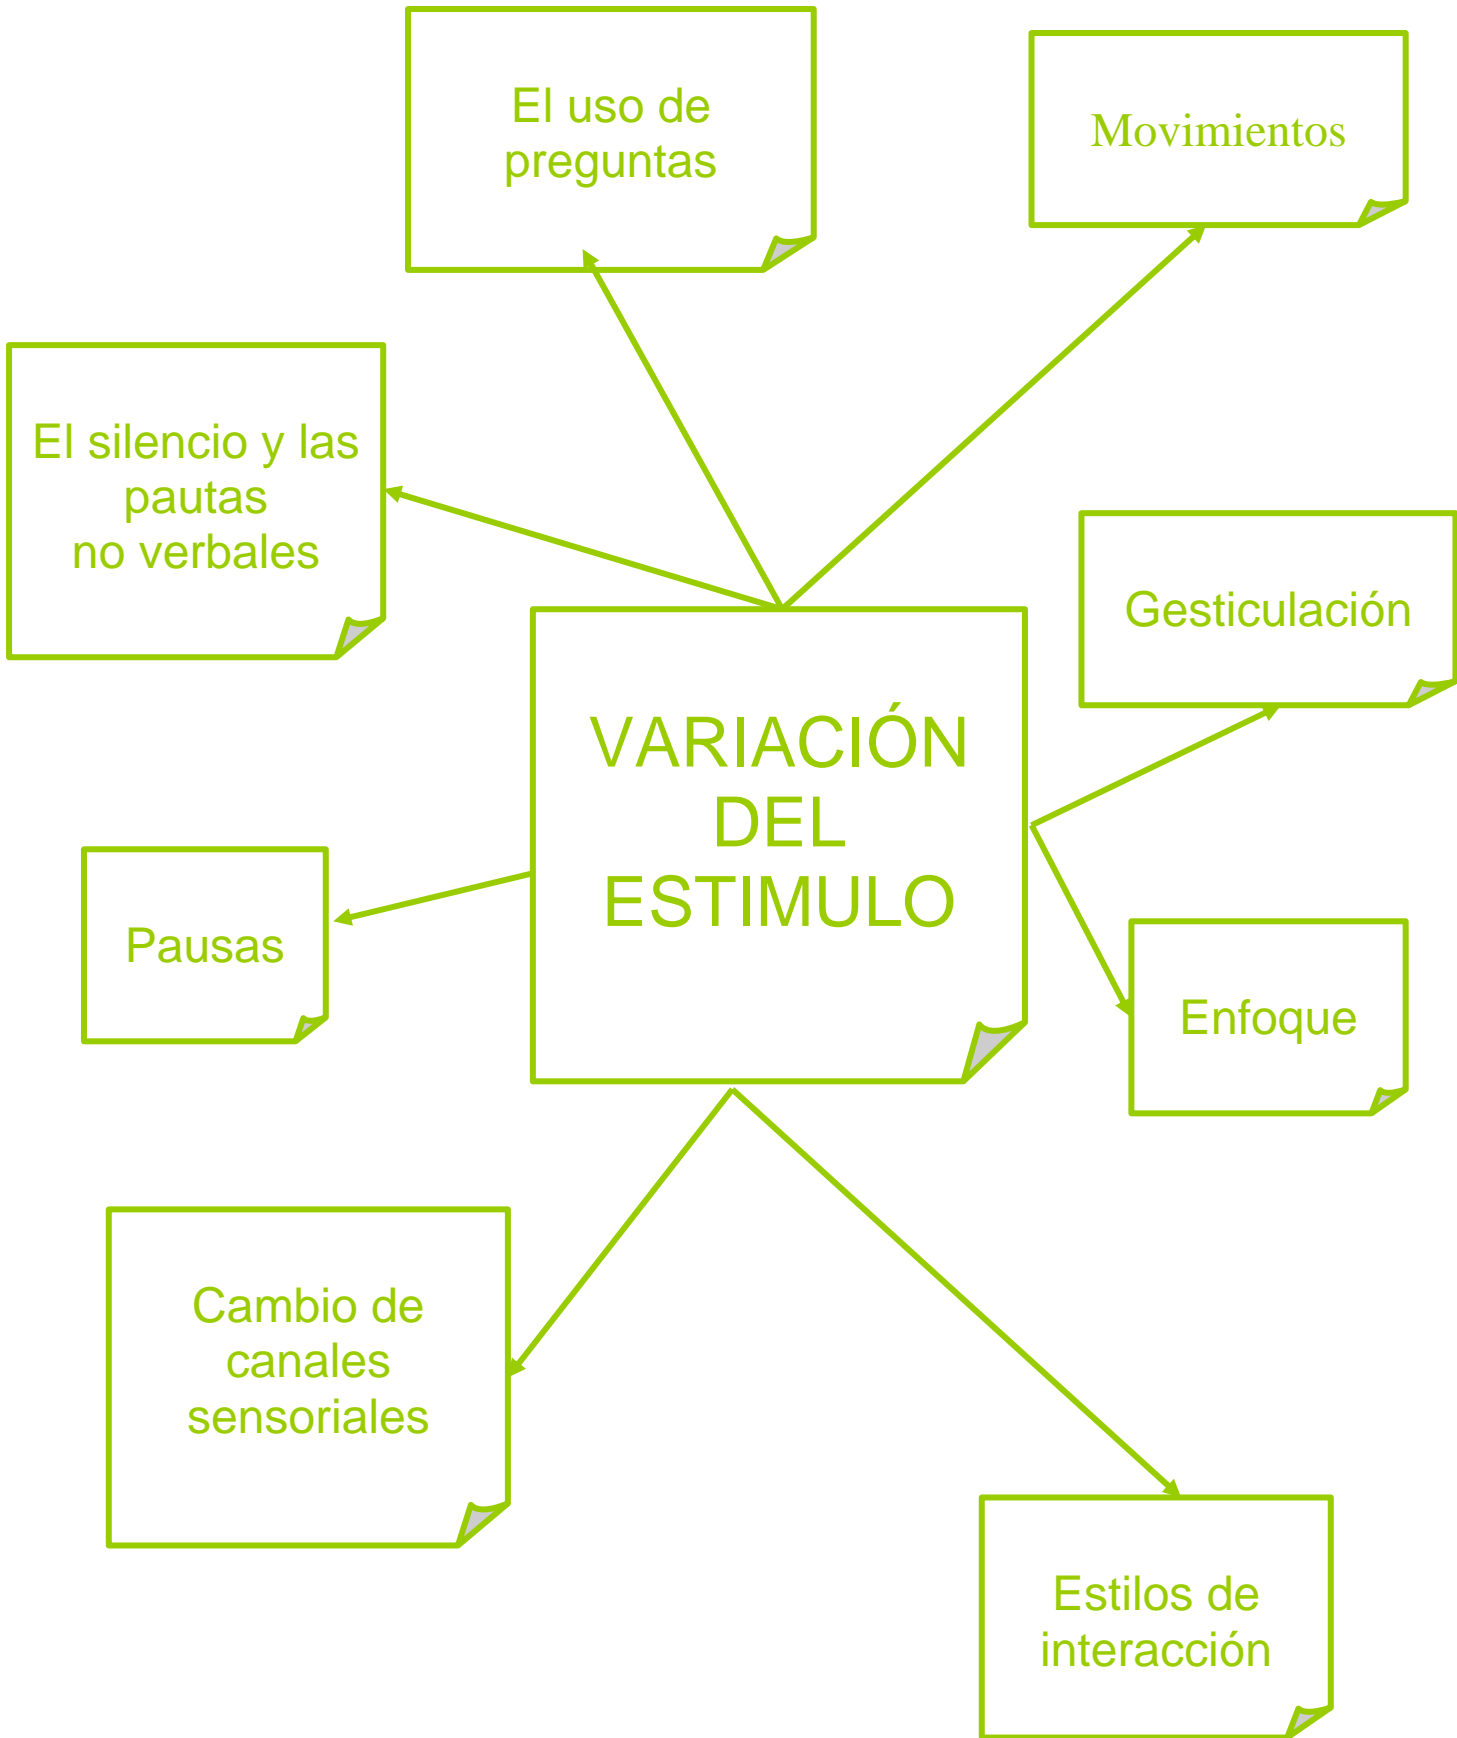 El uso de
preguntas
Movimientos
El silencio y las
pautas
no verbales
Gesticulación
VARIACIÓN
DEL
ESTIMULO
Pausas
Enfoque
Cambio de
canales
sensoriales
Estilos de
interacción